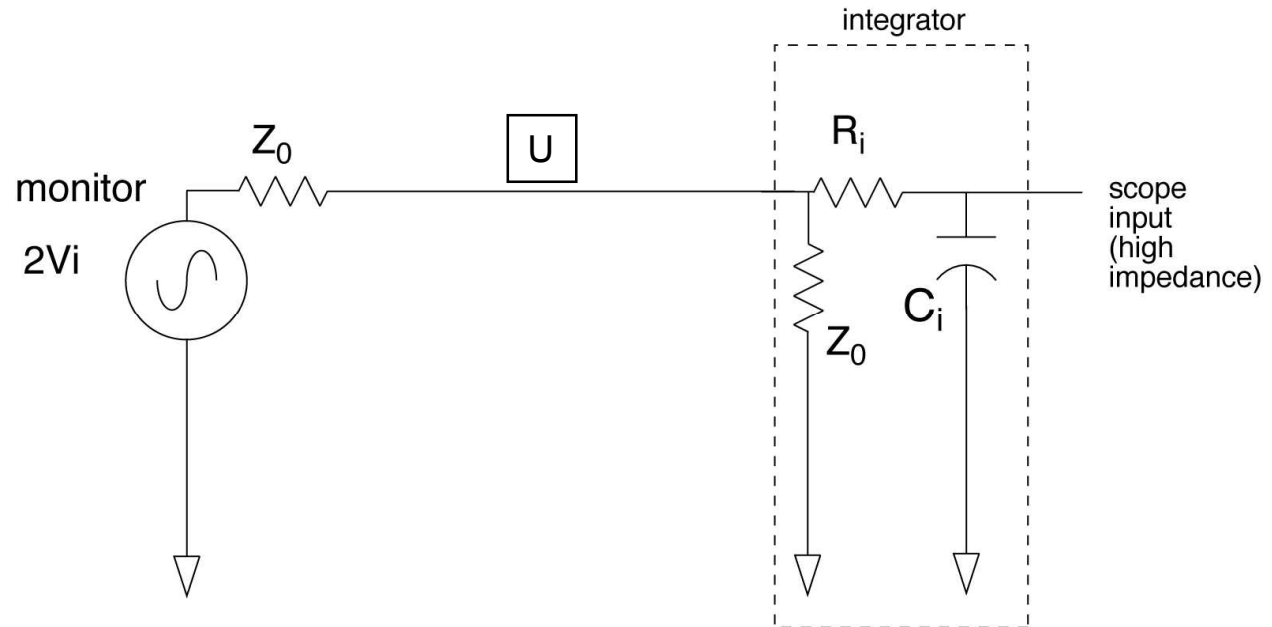 integrator
Z0
U
Ri
monitor
2Vi
scope
input
(high
impedance)
Ci
Z0